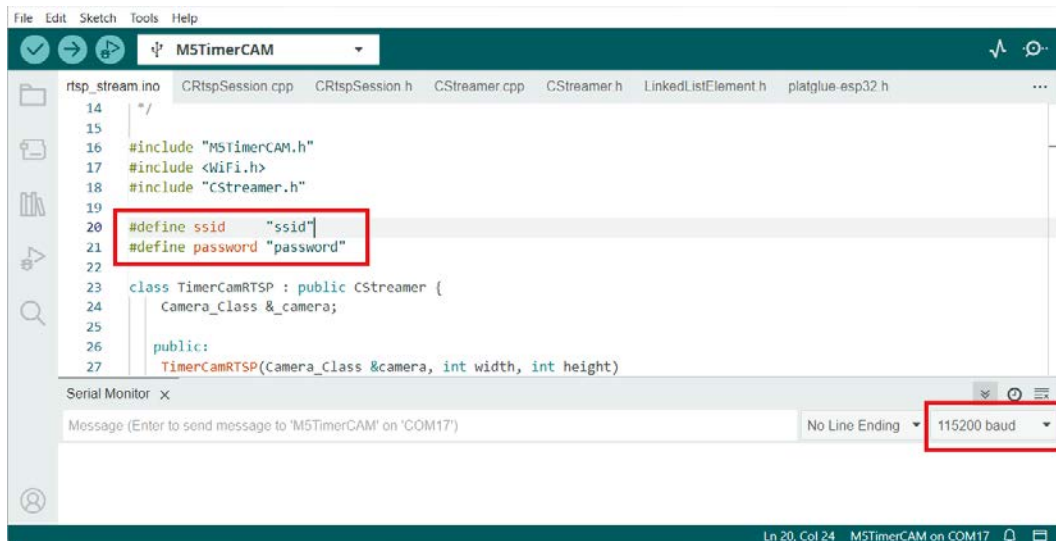 File Edit Sketch Tools Help
M5TimerCAM
rtsp_stream.ino CRtspSession.cpp CRtspSession.h CStreamer.cpp CStreamer.h LinkedListElement.h platglue-esp32.h ...
14 */
15
16 #include "M5TimerCAM.h"
17 #include <WiFi.h>
18 #include "CStreamer.h"
19
20 #define ssid     "ssid"
21 #define password "password"
22
23 class TimerCamRTSP : public CStreamer {
24     Camera_Class &_camera;
25
26    public:
27     TimerCamRTSP(Camera_Class &camera, int width, int height)
Serial Monitor x
Message (Enter to send message to 'M5TimerCAM' on 'COM17') No Line Ending 115200 baud
Ln 20, Col 24 M5TimerCAM on COM17